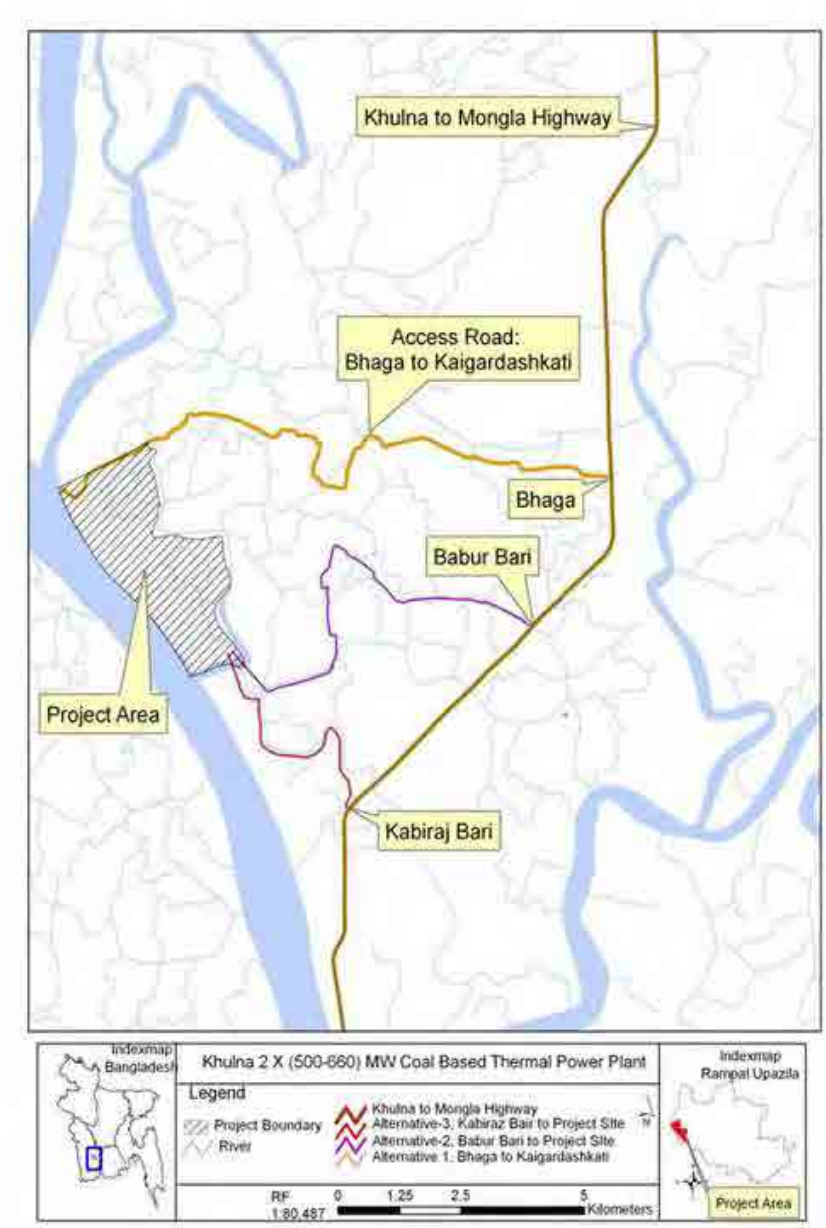 Khulna to Mongla Highway
Access Road:
Bhaga to Kaigardashkati
Bhaga
Babur Bari
Project Area
Kabiraj Bari
Indexmap
Bangladesh
Khulna 2 X (500-660) MW Coal Based Thermal Power Plant
Legend
Project Boundary
River
Khulna to Mongla Highway
Alternative-3, Kabiraz Bair to Project SIte
Alternative-2, Babur Bari to Project SIte
Alternative 1, Bhaga to Kaigardashkati
N
RF
1:80,487
0 1.25 2.5 5
Kilometers
Indexmap
Rampal Upazila
Project Area